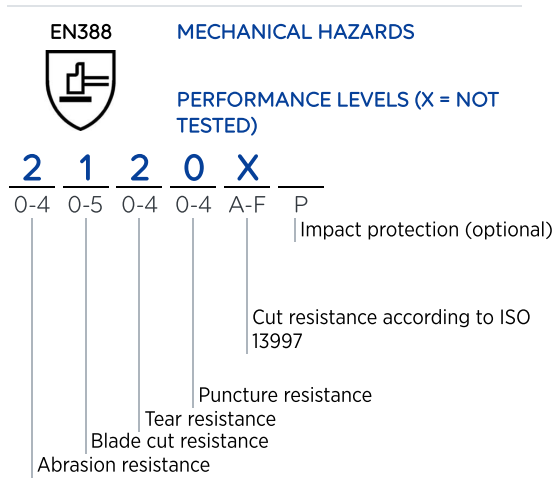 EN388
MECHANICAL HAZARDS
PERFORMANCE LEVELS (X = NOT
TESTED)
2 1 2 0 X
0-4 0-5 0-4 0-4 A-F P
Impact protection (optional)
Cut resistance according to ISO
13997
Puncture resistance
Tear resistance
Blade cut resistance
Abrasion resistance